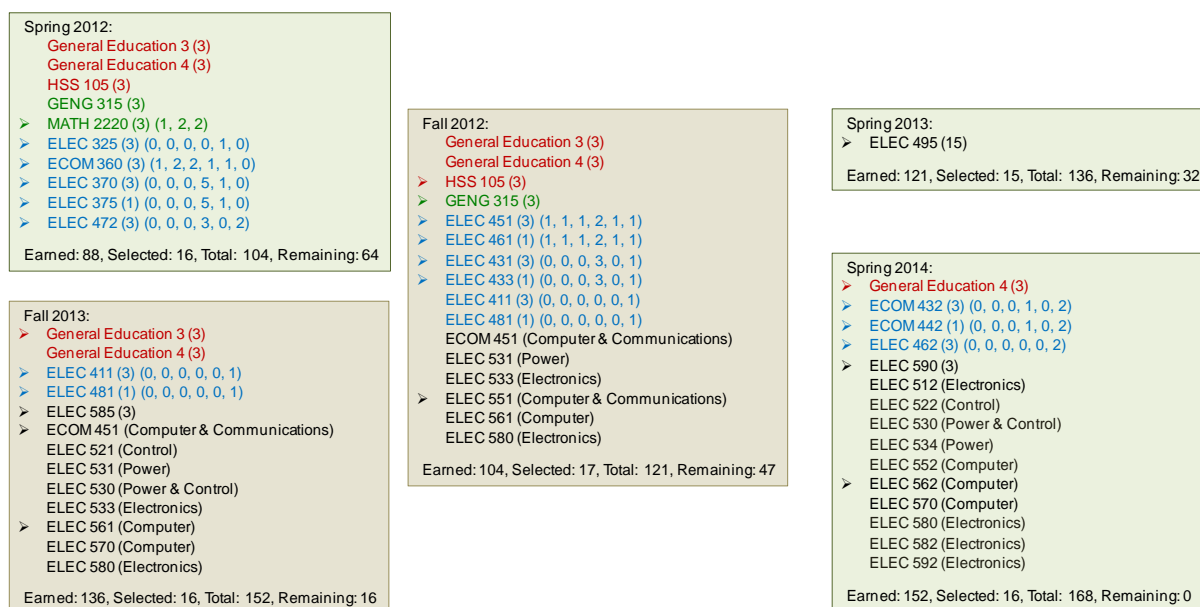 Spring 2012:
General Education 3 (3)
General Education 4 (3)
HSS 105 (3)
GENG 315 (3)
➢ MATH 2220 (3) (1, 2, 2)
➢ ELEC 325 (3) (0, 0, 0, 0, 1, 0)
➢ ECOM 360 (3) (1, 2, 2, 1, 1, 0)
➢ ELEC 370 (3) (0, 0, 0, 5, 1, 0)
➢ ELEC 375 (1) (0, 0, 0, 5, 1, 0)
➢ ELEC 472 (3) (0, 0, 0, 3, 0, 2)
Earned: 88, Selected: 16, Total: 104, Remaining: 64
Fall 2013:
➢ General Education 3 (3)
General Education 4 (3)
➢ ELEC 411 (3) (0, 0, 0, 0, 0, 1)
➢ ELEC 481 (1) (0, 0, 0, 0, 0, 1)
➢ ELEC 585 (3)
➢ ECOM 451 (Computer & Communications)
ELEC 521 (Control)
ELEC 531 (Power)
ELEC 530 (Power & Control)
ELEC 533 (Electronics)
➢ ELEC 561 (Computer)
ELEC 570 (Computer)
ELEC 580 (Electronics)
Earned: 136, Selected: 16, Total: 152, Remaining: 16
Fall 2012:
General Education 3 (3)
General Education 4 (3)
➢ HSS 105 (3)
➢ GENG 315 (3)
➢ ELEC 451 (3) (1, 1, 1, 2, 1, 1)
➢ ELEC 461 (1) (1, 1, 1, 2, 1, 1)
➢ ELEC 431 (3) (0, 0, 0, 3, 0, 1)
➢ ELEC 433 (1) (0, 0, 0, 3, 0, 1)
ELEC 411 (3) (0, 0, 0, 0, 0, 1)
ELEC 481 (1) (0, 0, 0, 0, 0, 1)
ECOM 451 (Computer & Communications)
ELEC 531 (Power)
ELEC 533 (Electronics)
➢ ELEC 551 (Computer & Communications)
ELEC 561 (Computer)
ELEC 580 (Electronics)
Earned: 104, Selected: 17, Total: 121, Remaining: 47
Spring 2013:
➢ ELEC 495 (15)
Earned: 121, Selected: 15, Total: 136, Remaining: 32
Spring 2014:
➢ General Education 4 (3)
➢ ECOM 432 (3) (0, 0, 0, 1, 0, 2)
➢ ECOM 442 (1) (0, 0, 0, 1, 0, 2)
➢ ELEC 462 (3) (0, 0, 0, 0, 0, 2)
➢ ELEC 590 (3)
ELEC 512 (Electronics)
ELEC 522 (Control)
ELEC 530 (Power & Control)
ELEC 534 (Power)
ELEC 552 (Computer)
➢ ELEC 562 (Computer)
ELEC 570 (Computer)
ELEC 580 (Electronics)
ELEC 582 (Electronics)
ELEC 592 (Electronics)
Earned: 152, Selected: 16, Total: 168, Remaining: 0